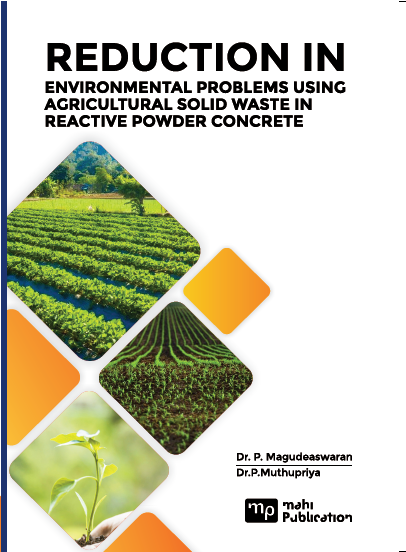 REDUCTION IN
ENVIRONMENTAL PROBLEMS USING
AGRICULTURAL SOLID WASTE IN
REACTIVE POWDER CONCRETE
Dr. P. Magudeaswaran
Dr.P.Muthupriya
mp
mahi
Publication